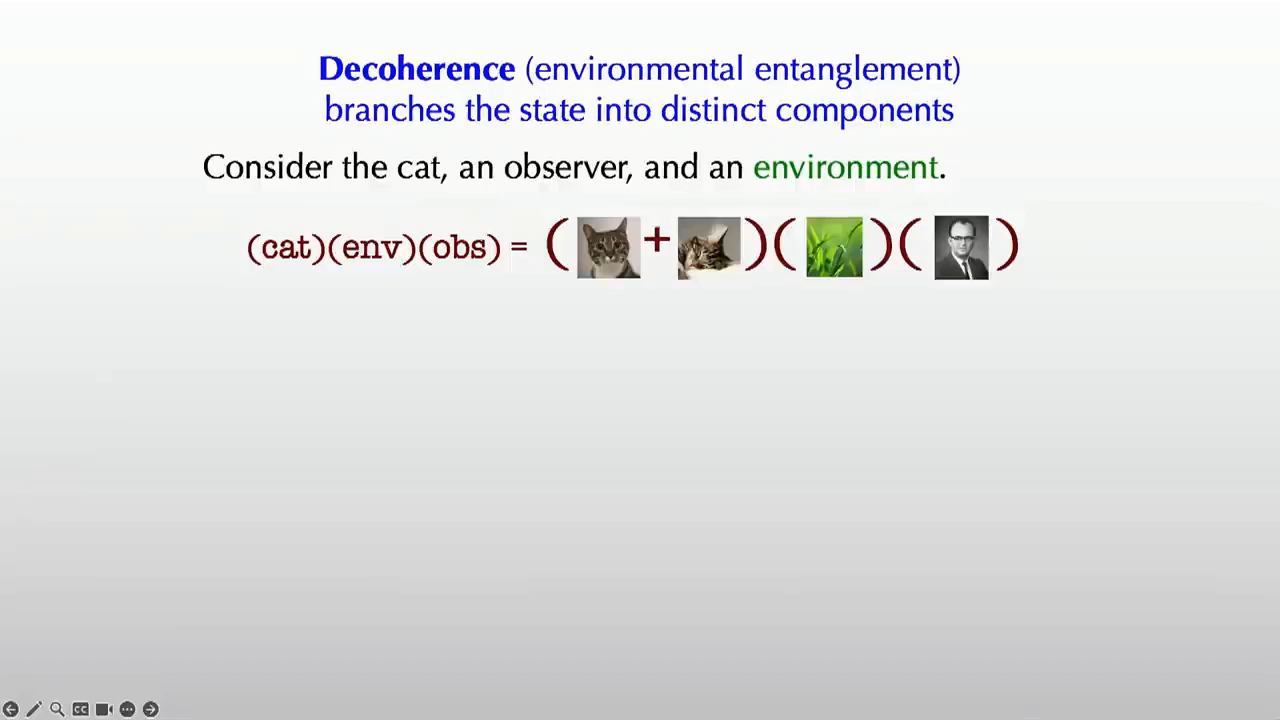 Decoherence (environmental entanglement)
branches the state into distinct components
Consider the cat, an observer, and an environment.
(cat)(env)(obs) = ( + )( )( )
CC